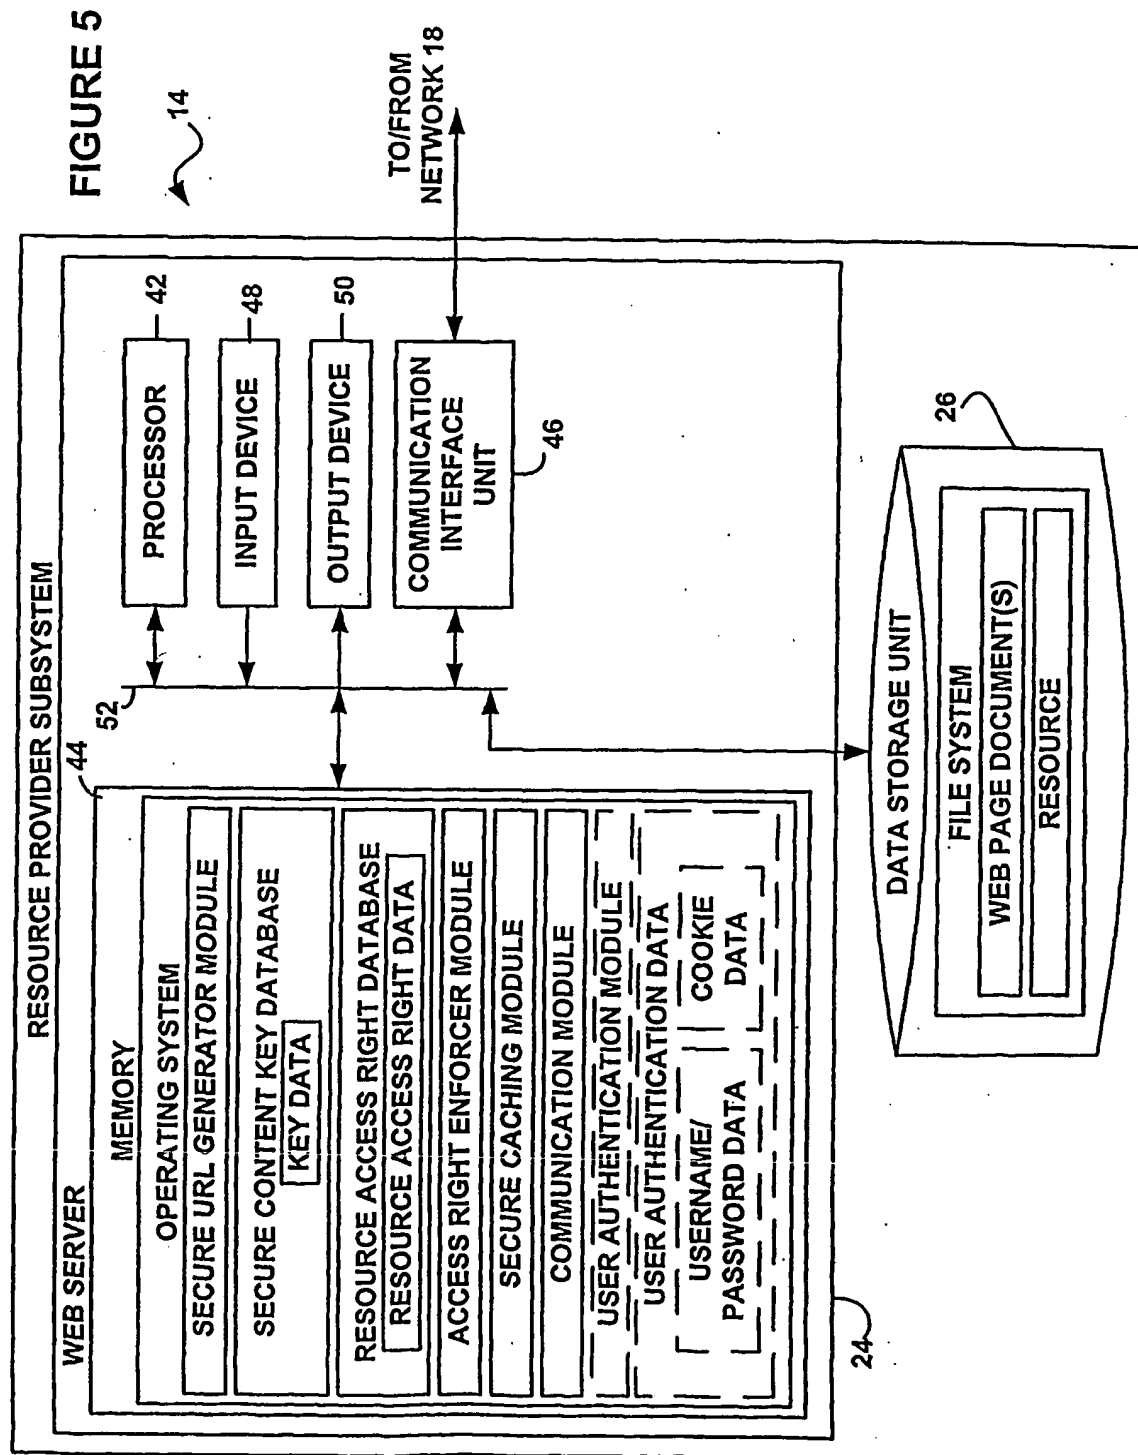 FIGURE 5
14
RESOURCE PROVIDER SUBSYSTEM
WEB SERVER
44
MEMORY
OPERATING SYSTEM
SECURE URL GENERATOR MODULE
SECURE CONTENT KEY DATABASE
KEY DATA
RESOURCE ACCESS RIGHT DATABASE
RESOURCE ACCESS RIGHT DATA
ACCESS RIGHT ENFORCER MODULE
SECURE CACHING MODULE
COMMUNICATION MODULE
USER AUTHENTICATION MODULE
USER AUTHENTICATION DATA
USERNAME/
PASSWORD DATA
COOKIE
DATA
24
52
PROCESSOR
42
INPUT DEVICE
48
OUTPUT DEVICE
50
COMMUNICATION
INTERFACE
UNIT
46
TO/FROM
NETWORK 18
DATA STORAGE UNIT
26
FILE SYSTEM
WEB PAGE DOCUMENT(S)
RESOURCE